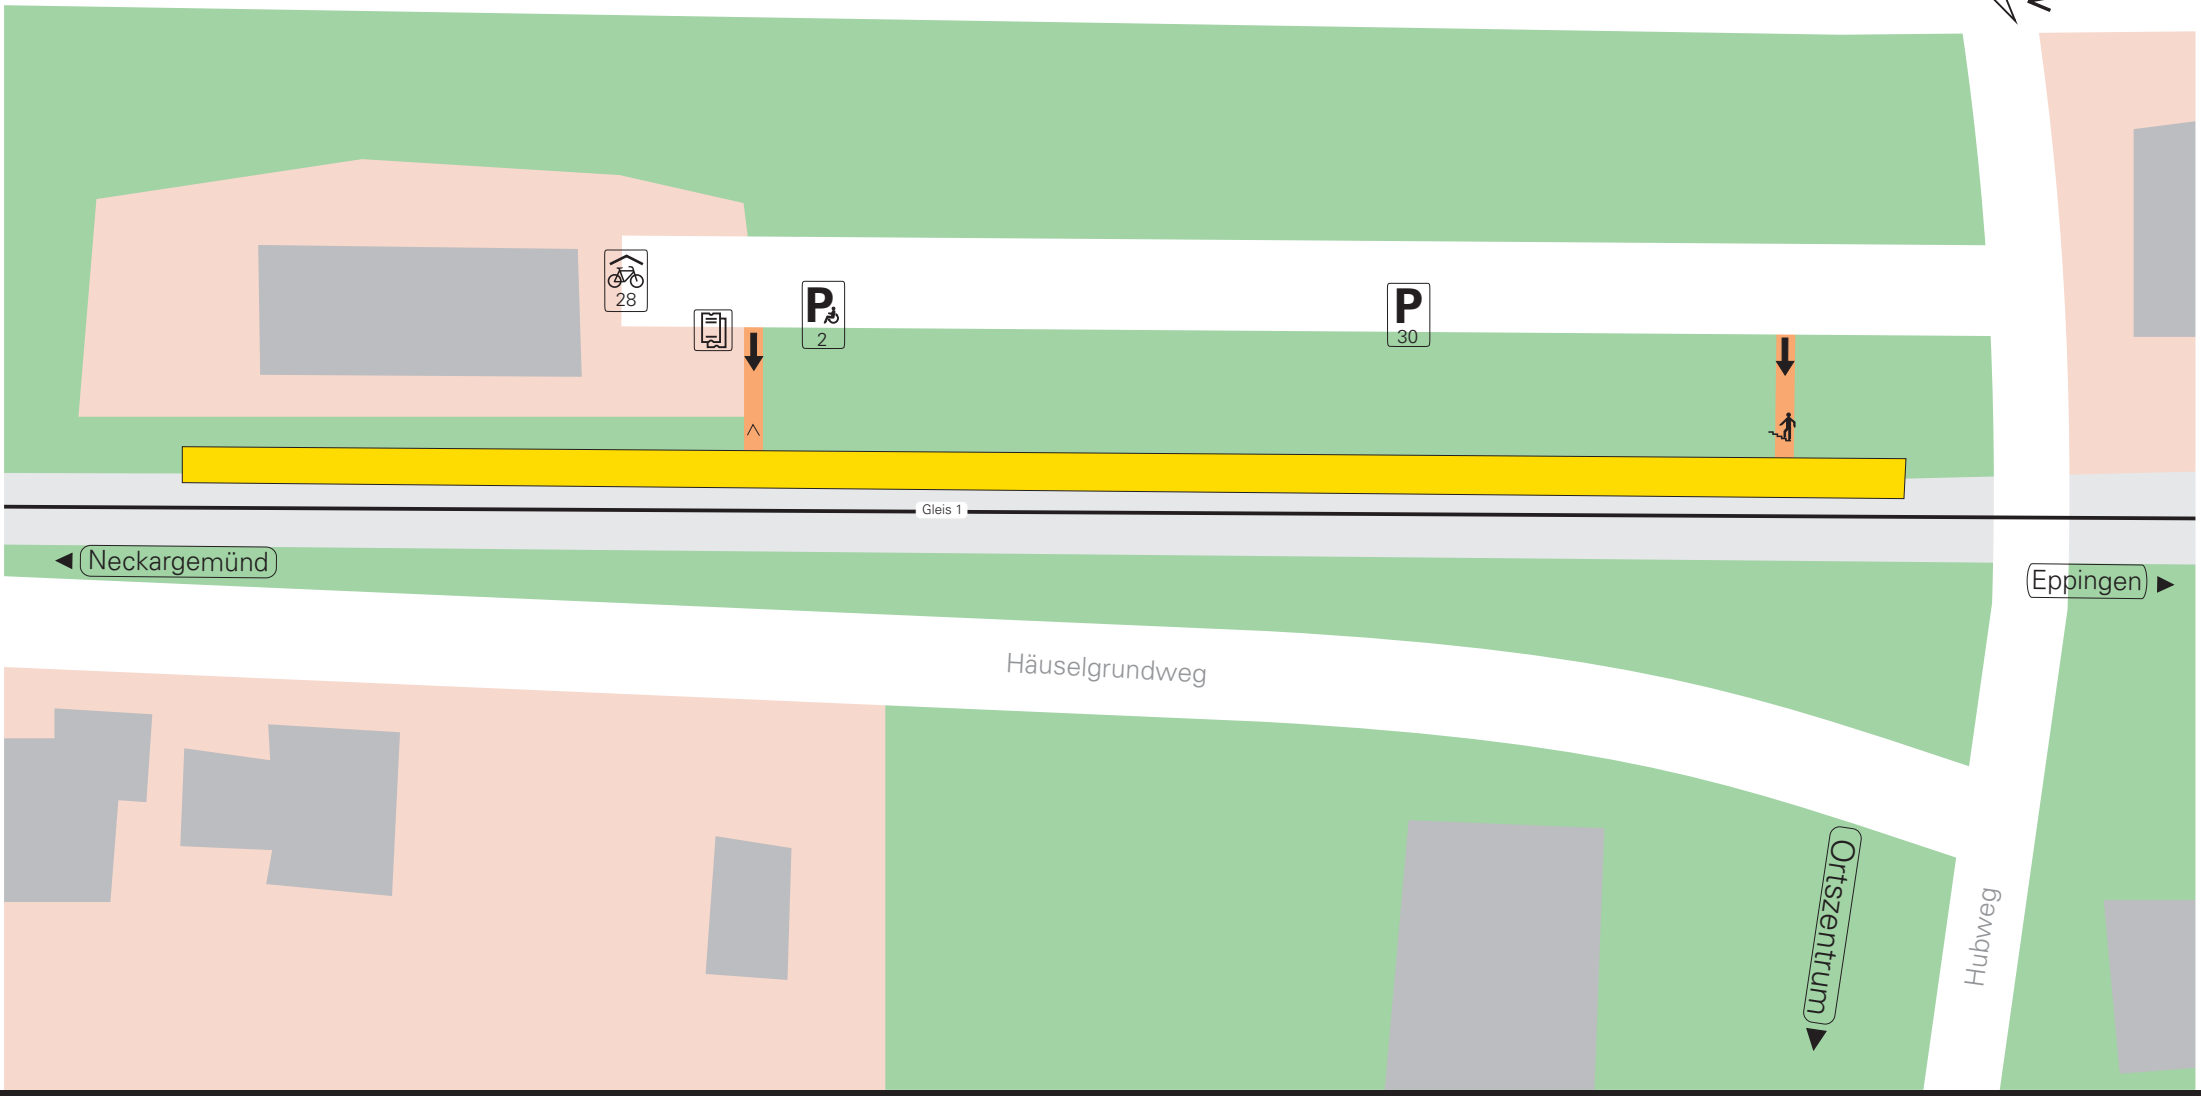 28
P
2
P
30
Gleis 1
Neckargemünd
Eppingen
Häuselgrundweg
Ortszentrum
Hubweg